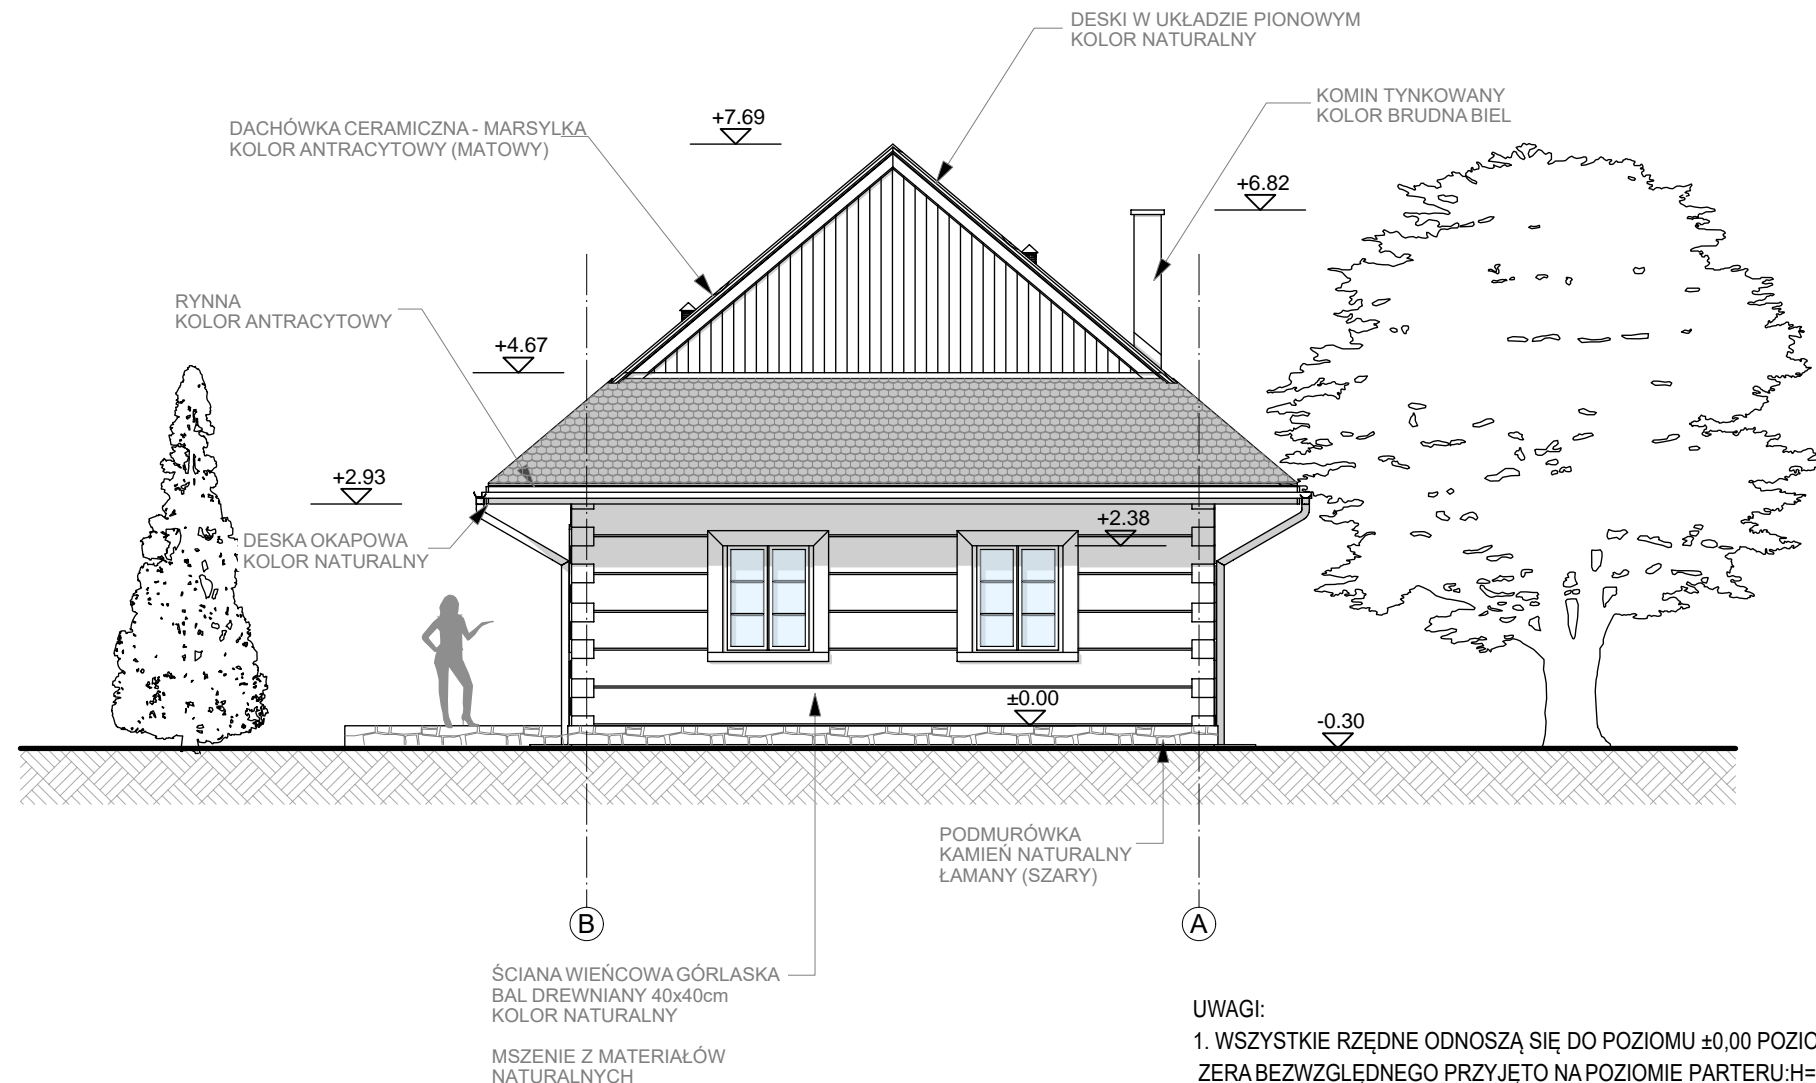 DESKI W UKŁADZIE PIONOWYM
KOLOR NATURALNY
KOMIN TYNKOWANY
KOLOR BRUDNA BIEL
DACHÓWKA CERAMICZNA - MARSYLKA
KOLOR ANTRACYTOWY (MATOWY)
+7.69
+6.82
RYNNA
KOLOR ANTRACYTOWY
+4.67
+2.93
+2.38
DESKA OKAPOWA
KOLOR NATURALNY
±0.00
-0.30
PODMURÓWKA
KAMIEŃ NATURALNY
ŁAMANY (SZARY)
B
A
ŚCIANA WIEŃCOWA GÓRLASKA
BAL DREWNIANY 40x40cm
KOLOR NATURALNY
MSZENIE Z MATERIAŁÓW
NATURALNYCH
UWAGI:
1. WSZYSTKIE RZĘDNE ODNOSZĄ SIĘ DO POZIOMU ±0,00 POZIO
ZERA BEZWZGLĘDNEGO PRZYJĘTO NA POZIOMIE PARTERU:H=